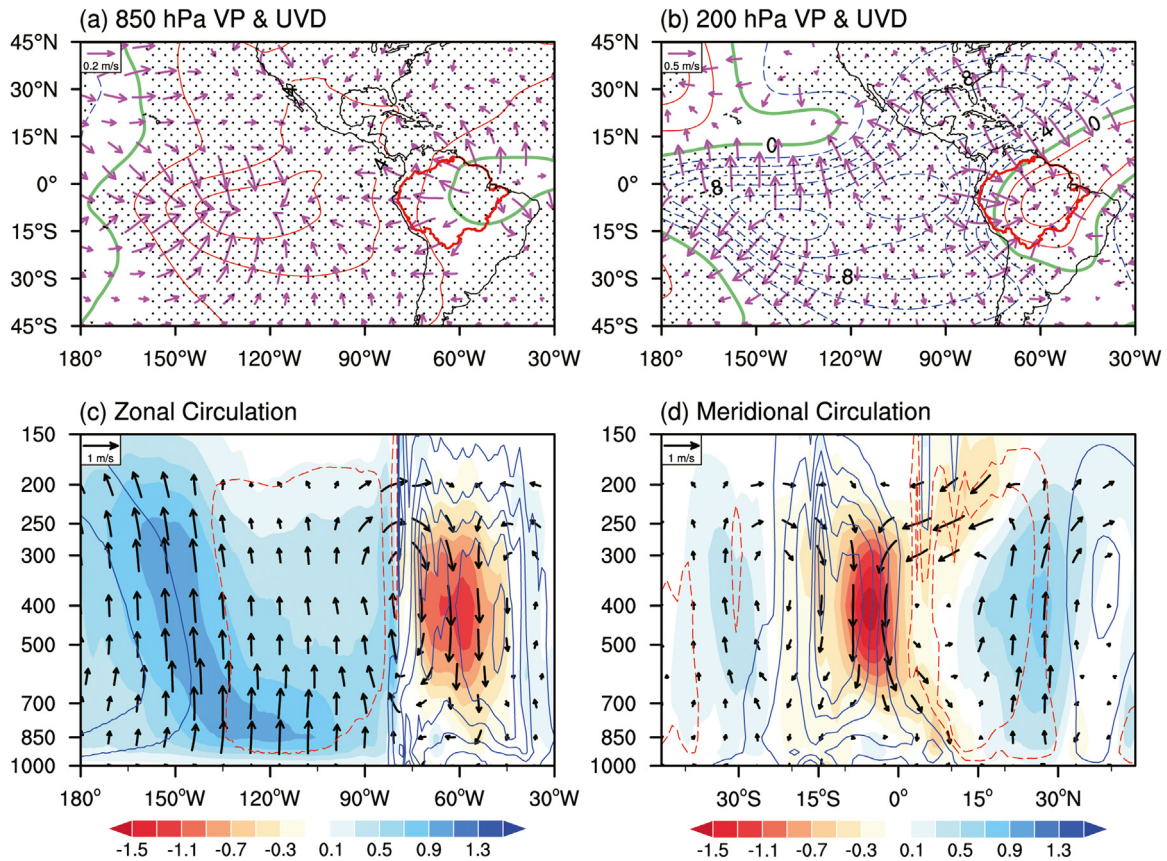 (a) 850 hPa VP & UVD
(b) 200 hPa VP & UVD
45°N
30°N
15°N
0°
15°S
30°S
45°S
0.2 m/s
4
180°
150°W
120°W
90°W
60°W
30°W
45°N
30°N
15°N
0°
15°S
30°S
45°S
0.5 m/s
-8
4
0
0
-8
-8
180°
150°W
120°W
90°W
60°W
30°W
(c) Zonal Circulation
(d) Meridional Circulation
150
200
250
300
400
500
700
850
1000
1 m/s
180°
150°W
120°W
90°W
60°W
30°W
150
200
250
300
400
500
700
850
1000
1 m/s
30°S
15°S
0°
15°
30°N
-1.5 -1.1 -0.7 -0.3 0.1 0.5 0.9 1.3
-1.5 -1.1 -0.7 -0.3 0.1 0.5 0.9 1.3